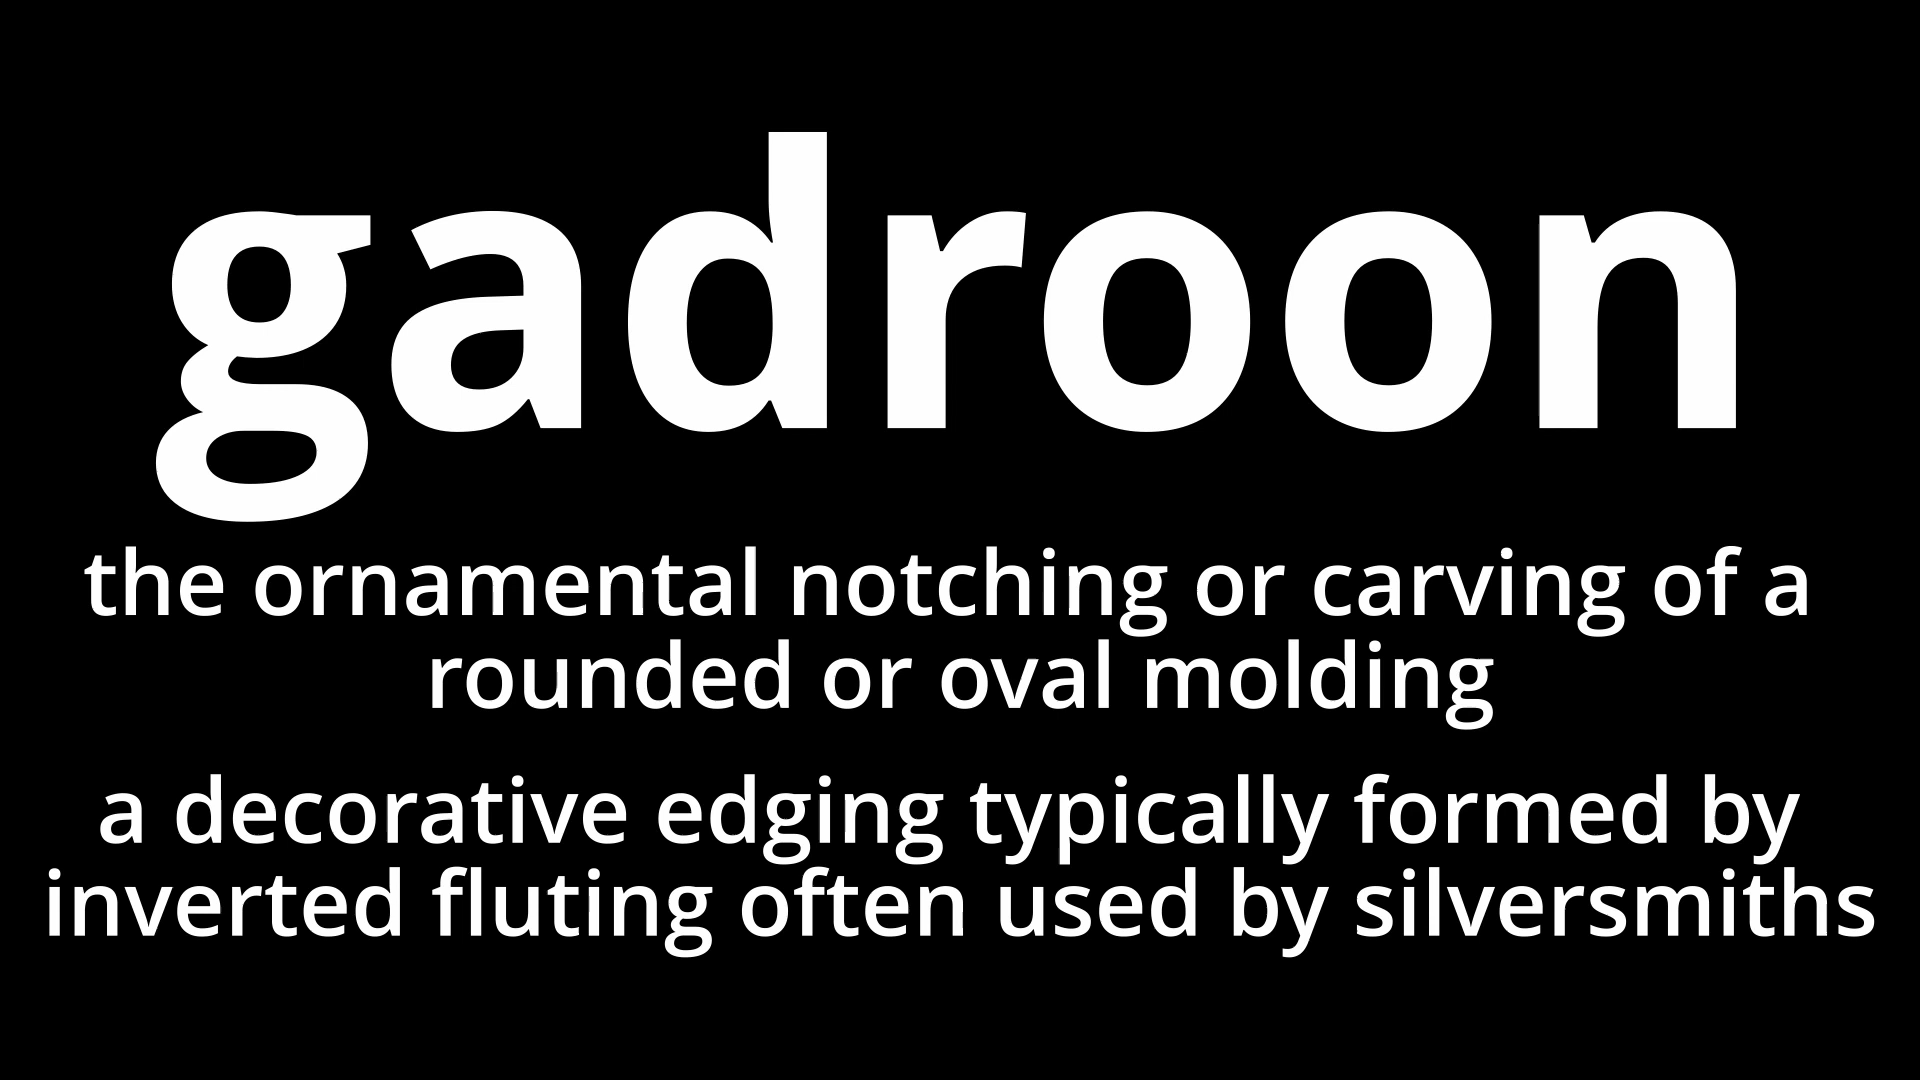 gadroon
the ornamental notching or carving of a
rounded or oval molding
a decorative edging typically formed by
inverted fluting often used by silversmiths